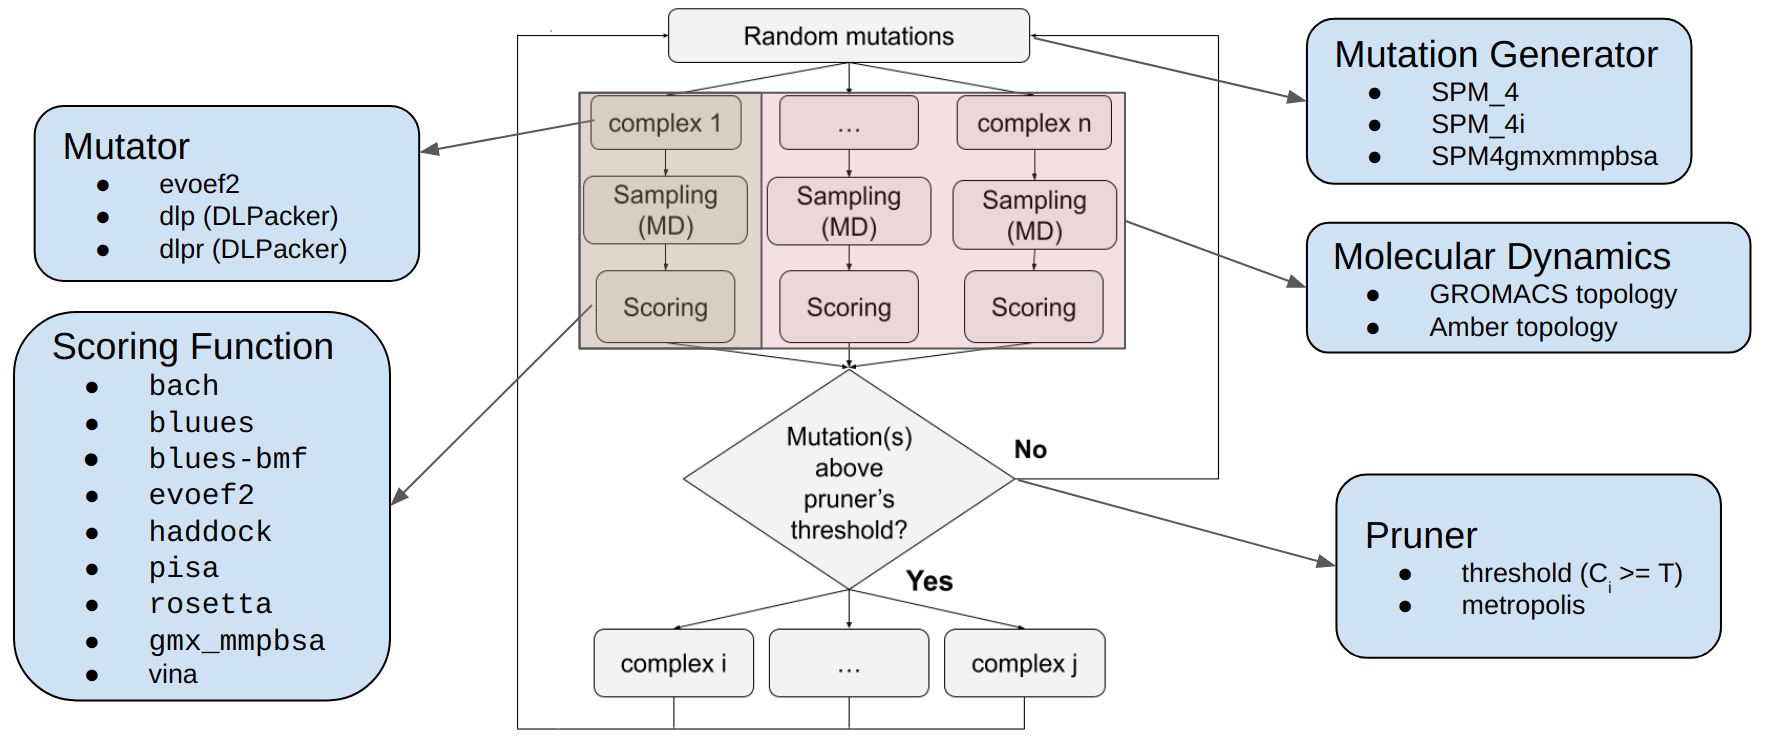 Random mutations
complex 1
...
complex n
Sampling
(MD)
Sampling
(MD)
Sampling
(MD)
Scoring
Scoring
Scoring
Mutation(s)
above
pruner's
threshold?
No
Yes
complex i
...
complex j
Mutator
● evoef2
● dlp (DLPacker)
● dlpr (DLPacker)
Scoring Function
● bach
● bluues
● blues-bmf
● evoef2
● haddock
● pisa
● rosetta
● gmx_mmpbsa
● vina
Mutation Generator
● SPM_4
● SPM_4i
● SPM4gmxmmpbsa
Molecular Dynamics
● GROMACS topology
● Amber topology
Pruner
● threshold (Ci >= T)
● metropolis